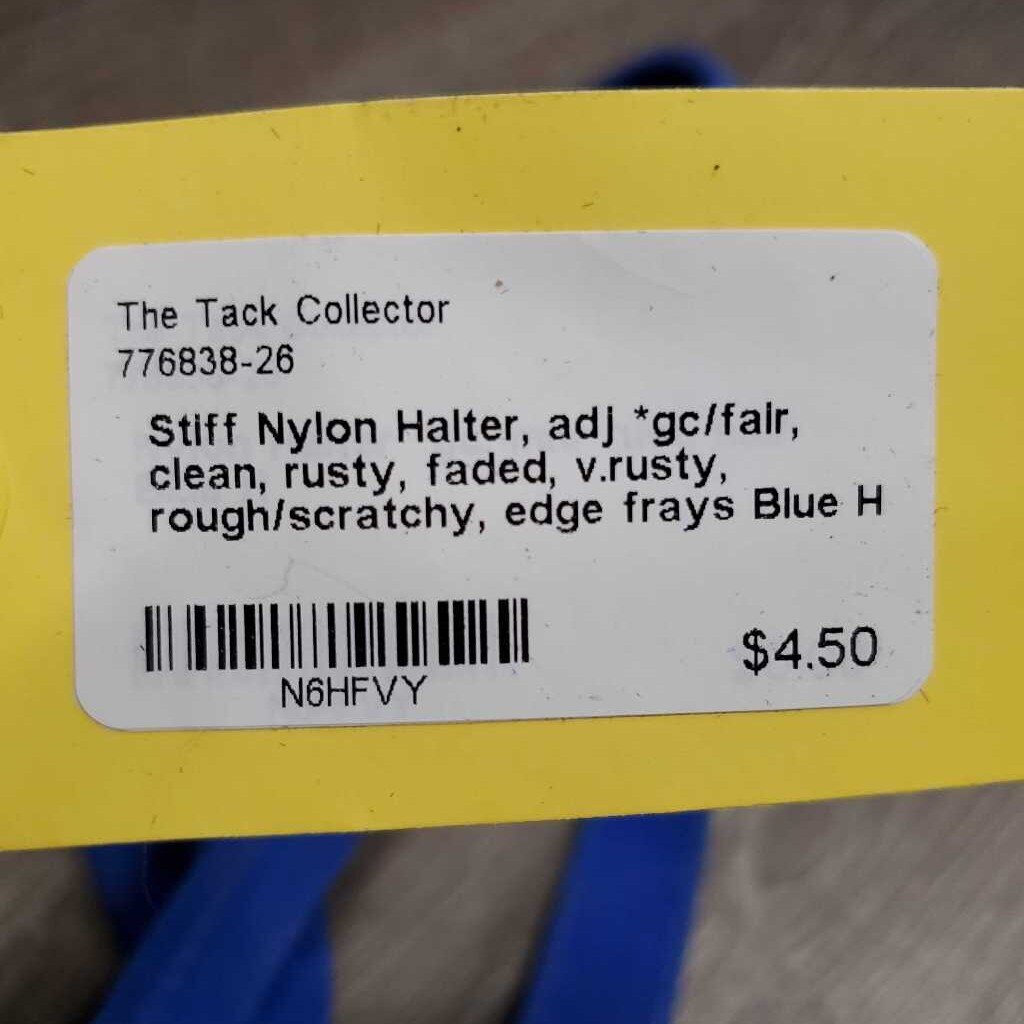 The Tack Collector
776838-26
Stiff Nylon Halter, adj *gc/fair,
clean, rusty, faded, v.rusty,
rough/scratchy, edge frays Blue H
N6HFVY
$4.50